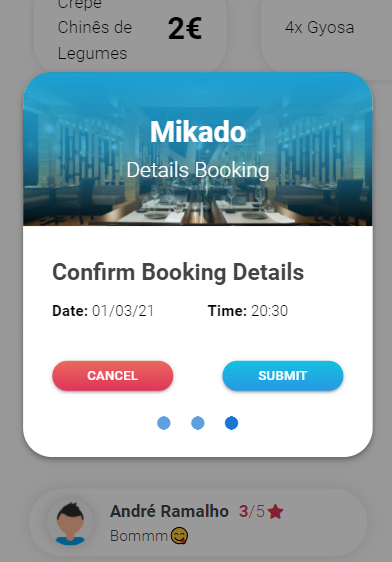 Crepe
Chinês de
Legumes
2€
4x Gyosa
Mikado
Details Booking
Confirm Booking Details
Date: 01/03/21 Time: 20:30
CANCEL SUBMIT
André Ramalho 3/5
Bommm😋